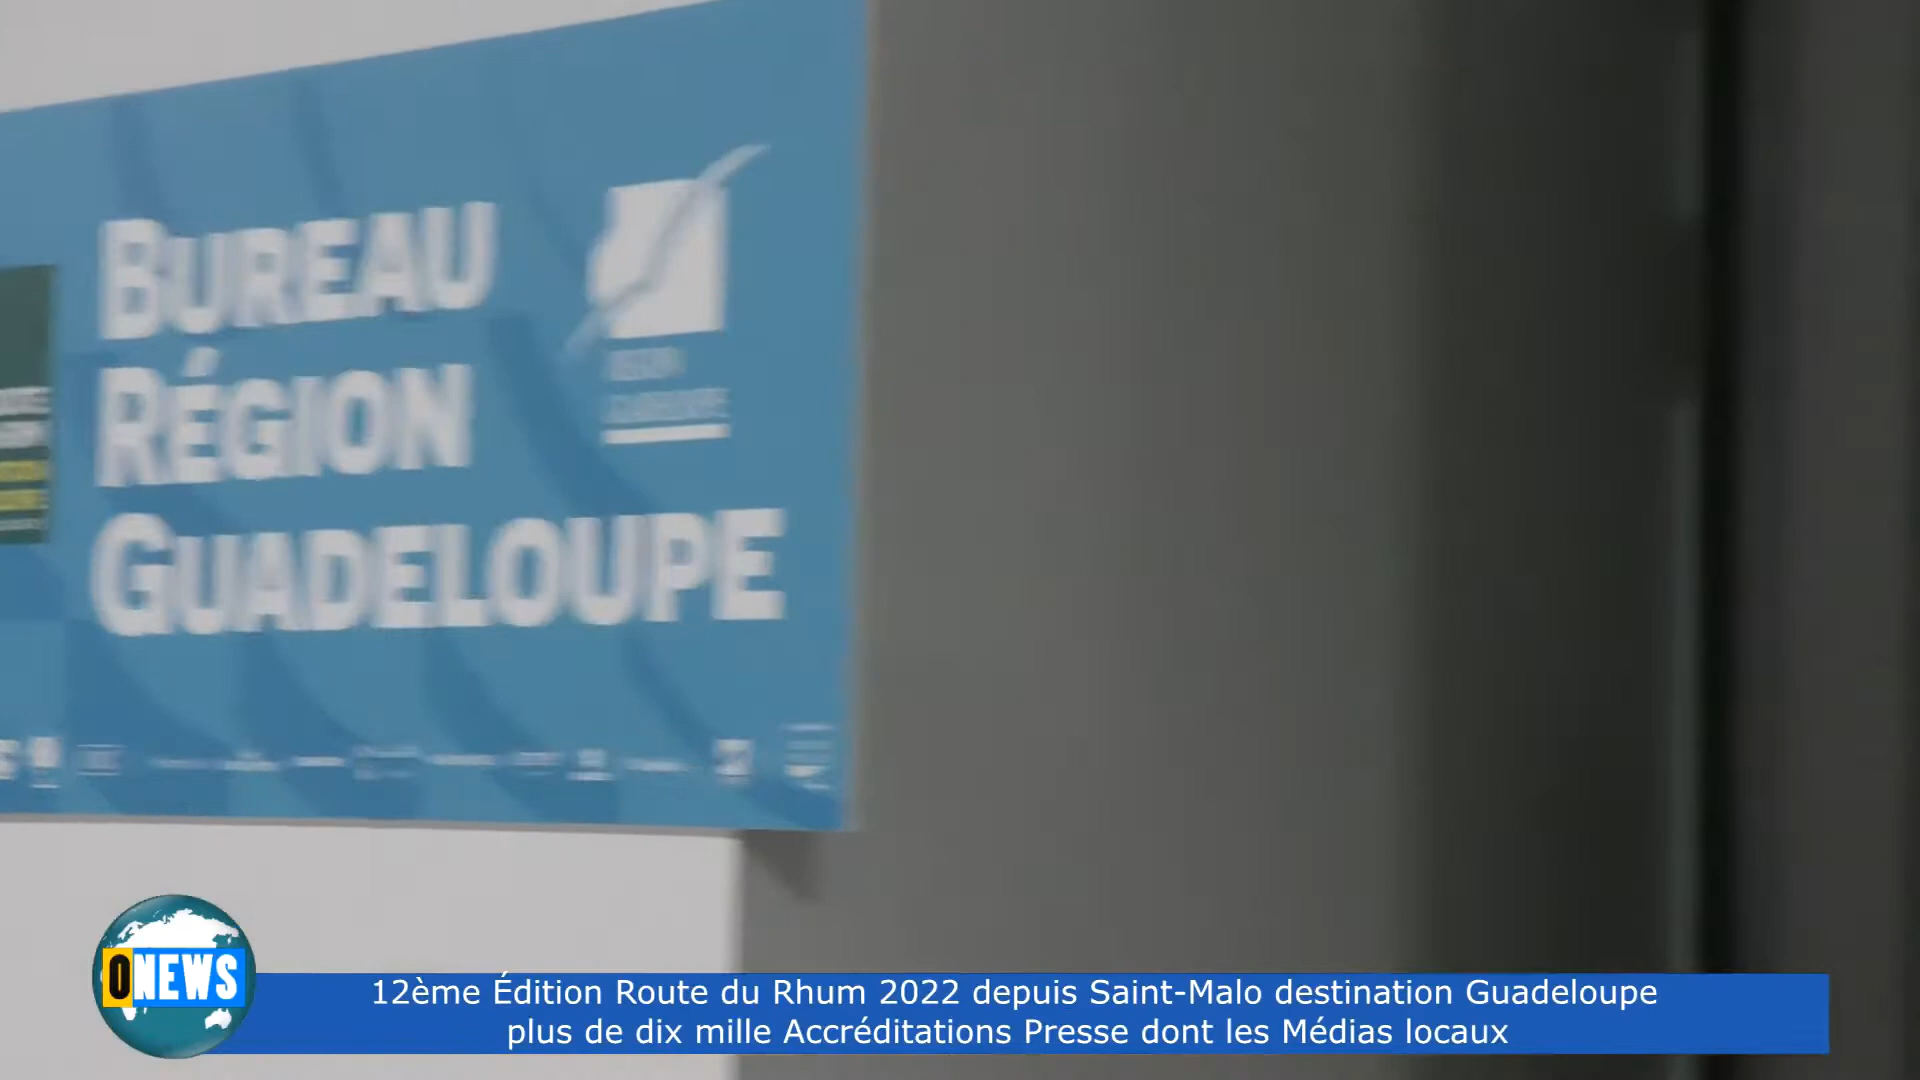 BUREAU
RÉGION
GUADELOUPE
ONEWS
12ème Édition Route du Rhum 2022 depuis Saint-Malo destination Guadeloupe
plus de dix mille Accréditations Presse dont les Médias locaux